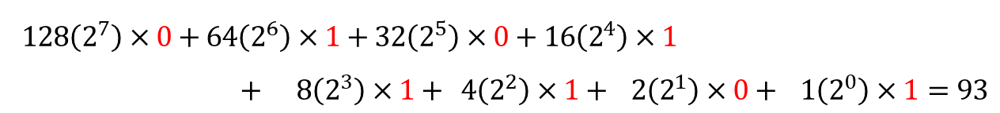 128(2⁷) × 0 + 64(2⁶) × 1 + 32(2⁵) × 0 + 16(2⁴) × 1
+ 8(2³) × 1 + 4(2²) × 1 + 2(2¹) × 0 + 1(2⁰) × 1 = 93